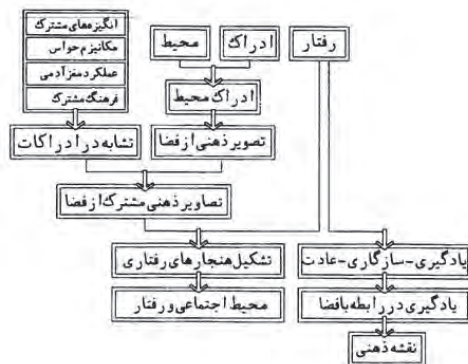 انگیزه‌های مشترک
مکانیزم حواس
عملکرد مغز آدمی
فرهنگ مشترک
محیط
ادراک
رفتار
ادراک محیط
تشابه در ادراکات
تصویر ذهنی از فضا
تصاویر ذهنی مشترک از فضا
تشکیل هنجارهای رفتاری
یادگیری-سازگاری-عادت
محیط اجتماعی و رفتار
یادگیری در رابطه با فضا
نقشه ذهنی